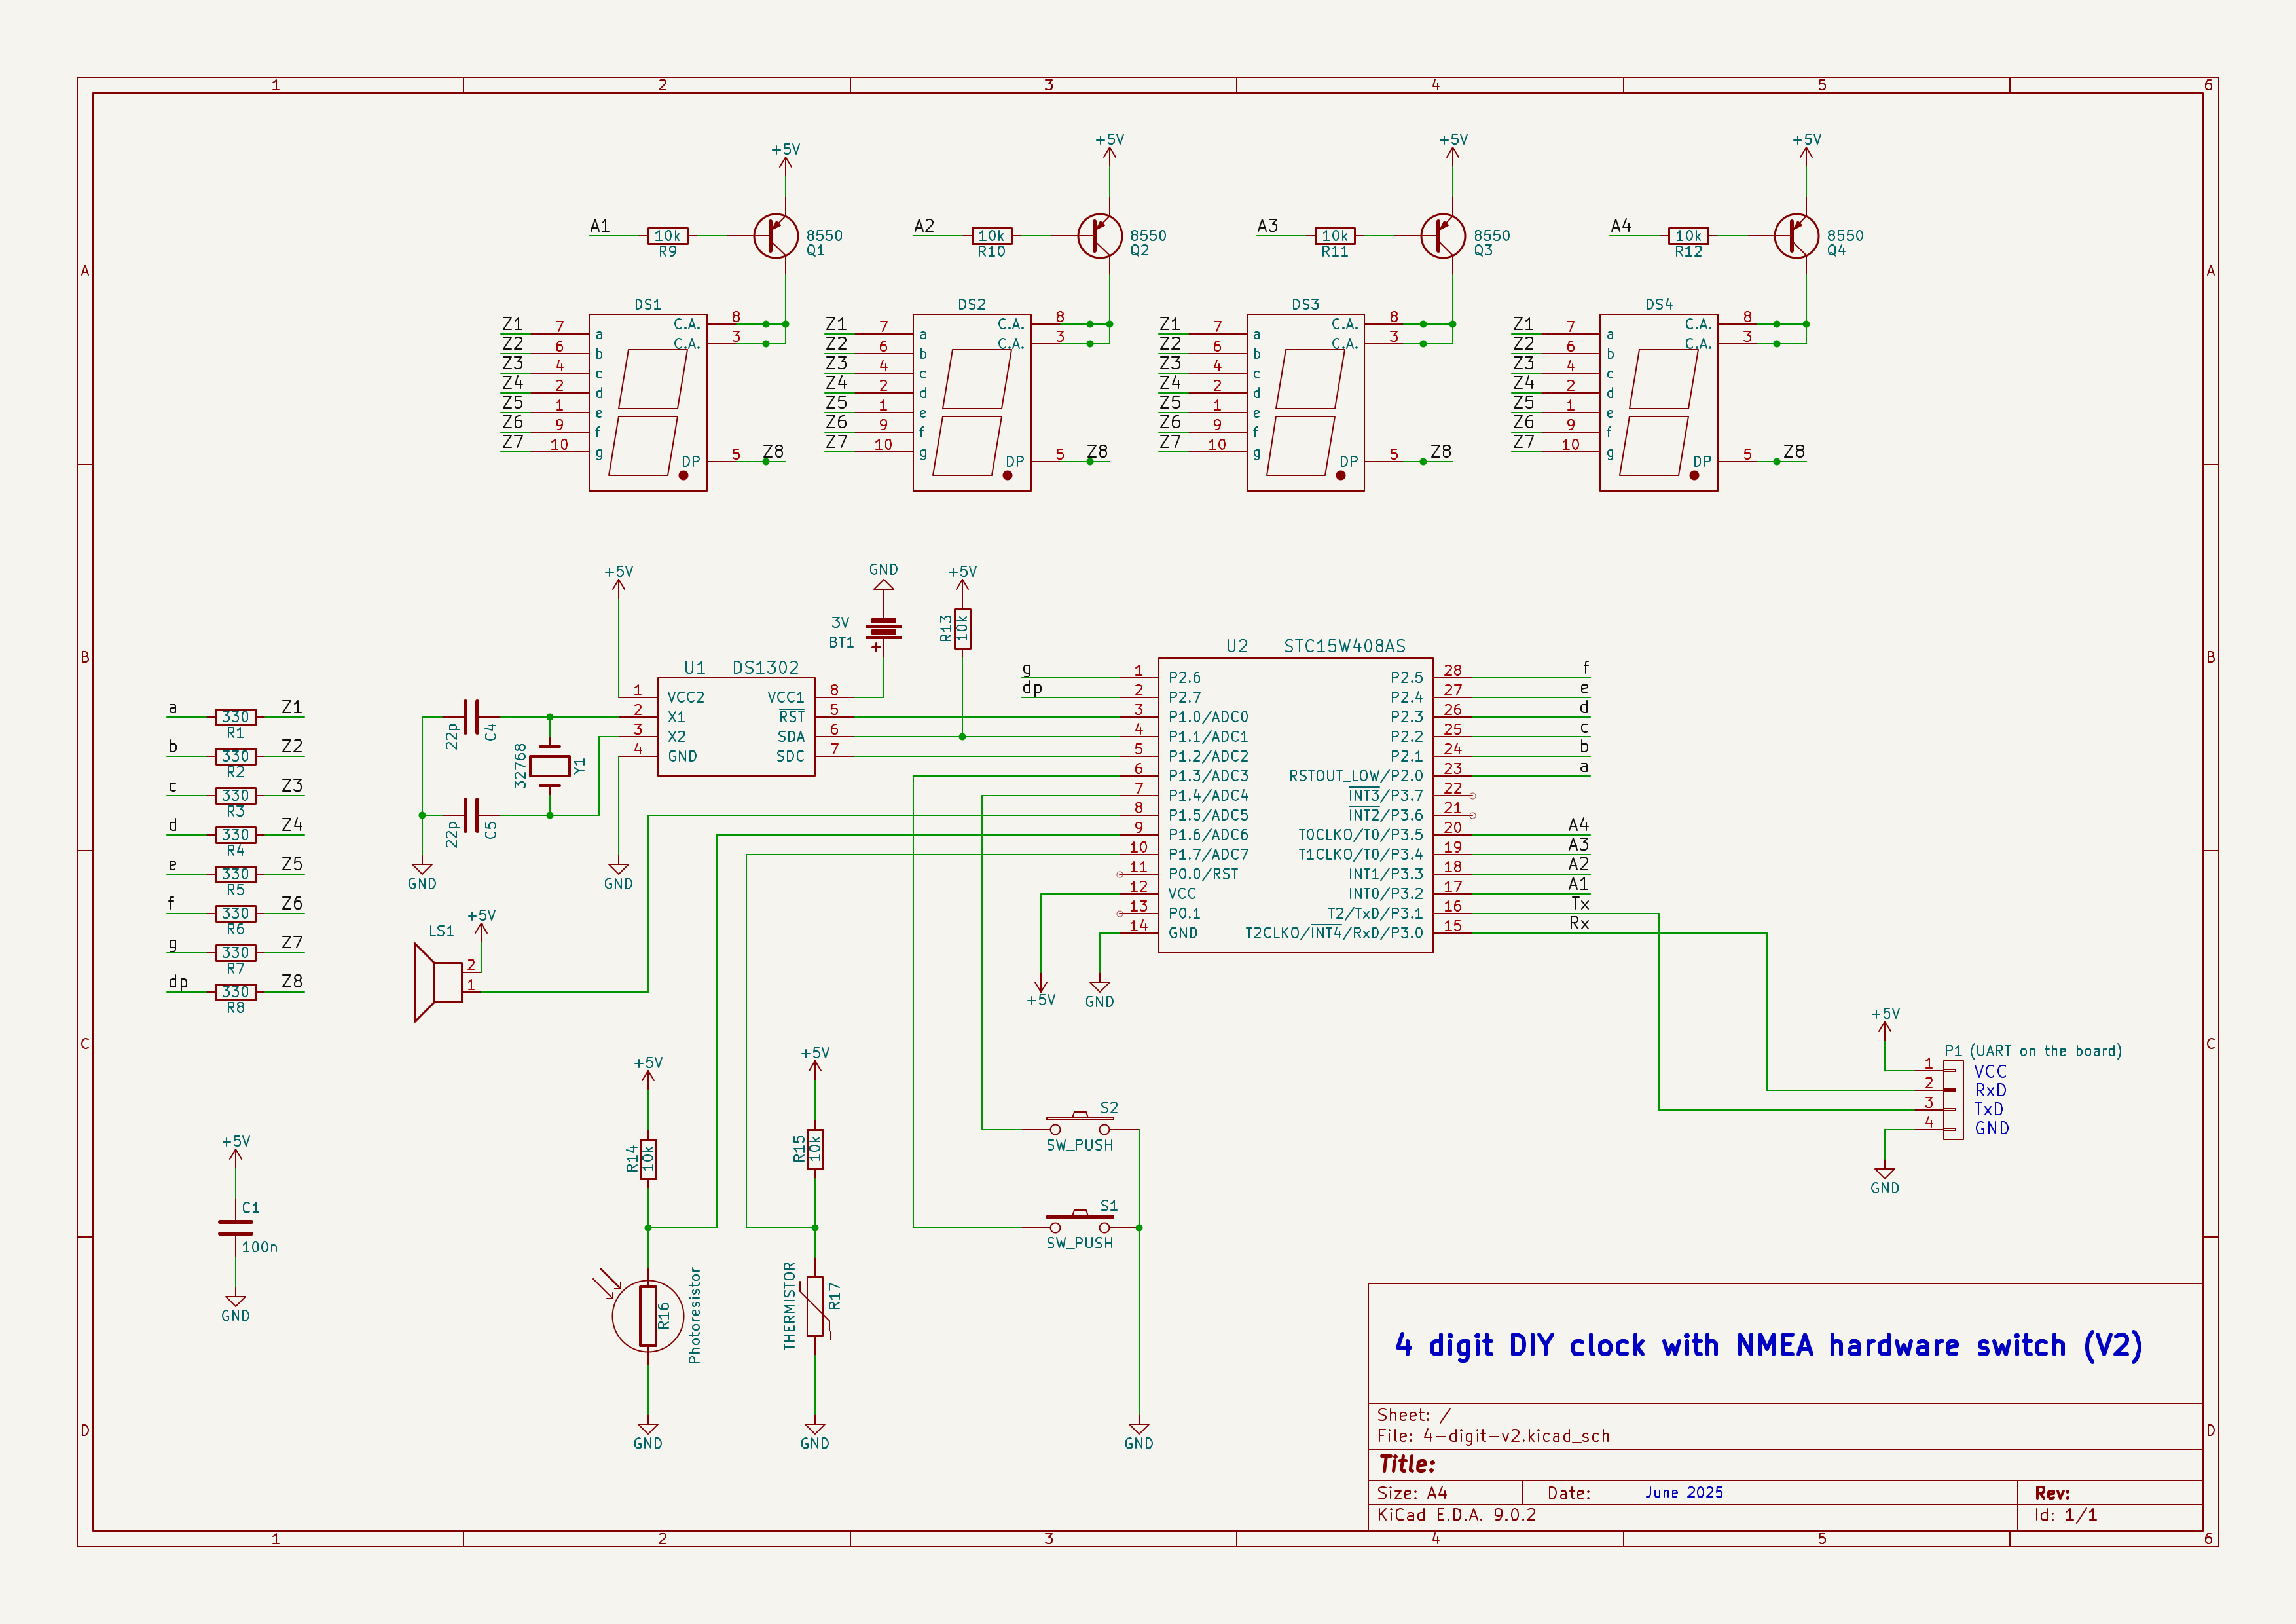 1 2 3 4 5 6
+5V +5V +5V +5V
A1 10k R9 8550 Q1
A2 10k R10 8550 Q2
A3 10k R11 8550 Q3
A4 10k R12 8550 Q4
A A
DS1 DS2 DS3 DS4
Z1 7 a C.A. 8
Z2 6 b C.A. 3
Z3 4 c
Z4 2 d
Z5 1 e
Z6 9 f
Z7 10 g
DP 5 Z8
Z1 7 a C.A. 8
Z2 6 b C.A. 3
Z3 4 c
Z4 2 d
Z5 1 e
Z6 9 f
Z7 10 g
DP 5 Z8
Z1 7 a C.A. 8
Z2 6 b C.A. 3
Z3 4 c
Z4 2 d
Z5 1 e
Z6 9 f
Z7 10 g
DP 5 Z8
Z1 7 a C.A. 8
Z2 6 b C.A. 3
Z3 4 c
Z4 2 d
Z5 1 e
Z6 9 f
Z7 10 g
DP 5 Z8
B B
a 330 Z1
R1
b 330 Z2
R2
c 330 Z3
R3
d 330 Z4
R4
e 330 Z5
R5
f 330 Z6
R6
g 330 Z7
R7
dp 330 Z8
R8
+5V
GND
3V
BT1
+
+5V
R13 10k
U1 DS1302
1 VCC2 VCC1 8
2 X1 RST 5
3 X2 SDA 6
4 GND SDC 7
22p C4
32768 Y1
22p C5
GND GND
LS1 +5V
2
1
U2 STC15W408AS
g 1 P2.6 P2.5 28 f
dp 2 P2.7 P2.4 27 e
3 P1.0/ADC0 P2.3 26 d
4 P1.1/ADC1 P2.2 25 c
5 P1.2/ADC2 P2.1 24 b
6 P1.3/ADC3 RSTOUT_LOW/P2.0 23 a
7 P1.4/ADC4 INT3/P3.7 22
8 P1.5/ADC5 INT2/P3.6 21
9 P1.6/ADC6 T0CLKO/T0/P3.5 20 A4
10 P1.7/ADC7 T1CLKO/T0/P3.4 19 A3
11 P0.0/RST INT1/P3.3 18 A2
12 VCC INT0/P3.2 17 A1
13 P0.1 T2/TxD/P3.1 16 Tx
14 GND T2CLKO/INT4/RxD/P3.0 15 Rx
+5V GND
C C
+5V
P1 (UART on the board)
1 VCC
2 RxD
3 TxD
4 GND
GND
+5V
R14 10k
+5V
R15 10k
S2
SW_PUSH
S1
SW_PUSH
+5V
C1
100n
GND
R16 Photoresistor
THERMISTOR R17
GND GND GND
D D
4 digit DIY clock with NMEA hardware switch (V2)
Sheet: /
File: 4-digit-v2.kicad_sch
Title:
Size: A4 Date: June 2025 Rev:
KiCad E.D.A. 9.0.2 Id: 1/1
1 2 3 4 5 6